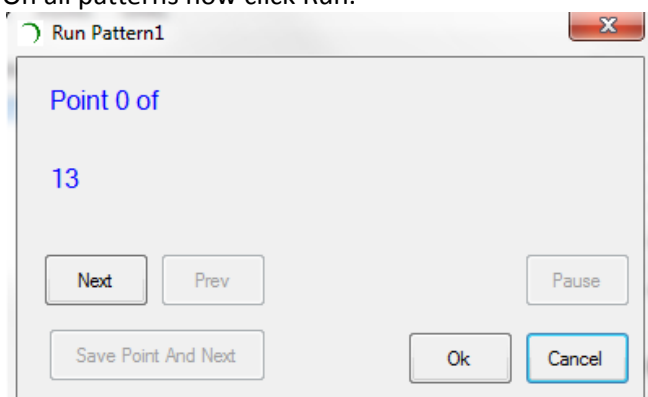 On all patterns now click Run.
Run Pattern1
Point 0 of
13
Next Prev Pause
Save Point And Next Ok Cancel